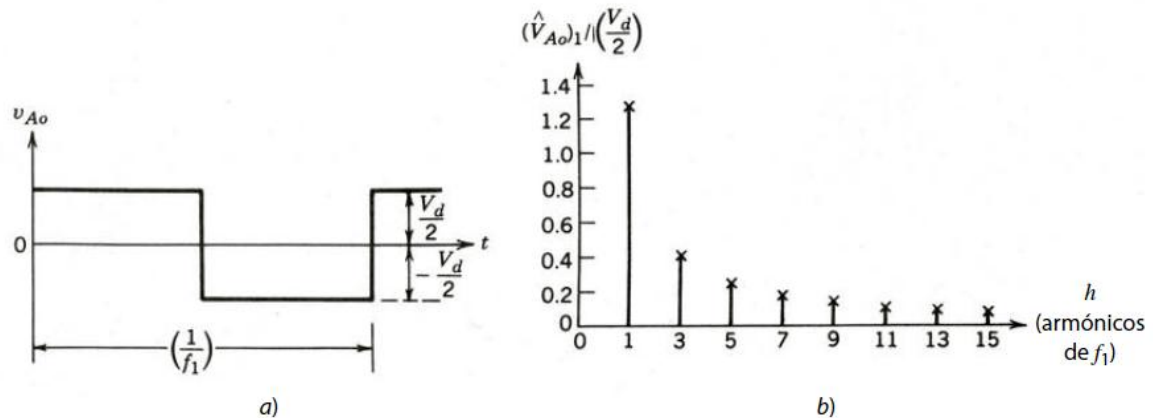 v_Ao
0
V_d/2
t
-V_d/2
(1/f_1)
a)
(V̂_Ao)_1/(V_d/2)
1.4
1.2
1.0
0.8
0.6
0.4
0.2
0
0 1 3 5 7 9 11 13 15
h
(armónicos
de f_1)
b)